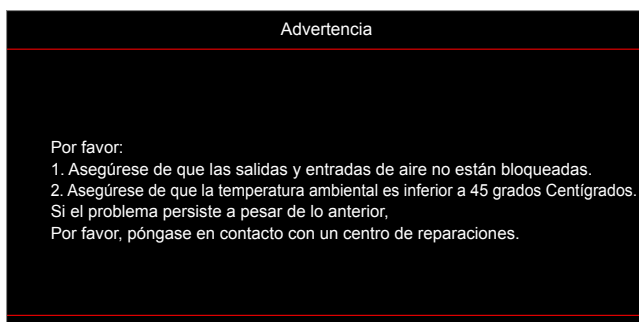 Advertencia
Por favor:
1. Asegúrese de que las salidas y entradas de aire no están bloqueadas.
2. Asegúrese de que la temperatura ambiental es inferior a 45 grados Centígrados.
Si el problema persiste a pesar de lo anterior,
Por favor, póngase en contacto con un centro de reparaciones.